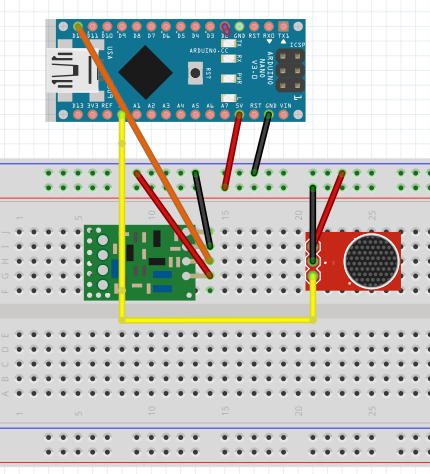 D12 D11 D10 D9 D8 D7 D6 D5 D4 D3 D2 GND RST RX0 TX1
ICSP
TX
RX
PWR
L
USA
ARDUINO.CC
RST
ARDUINO
NANO
V3.0
1
D13 3V3 REF A1 A2 A3 A4 A5 A6 A7 5V RST GND VIN
1 5 10 15 20 25
J
I
H
G
F
E
D
C
B
A
1 5 10 15 20 25